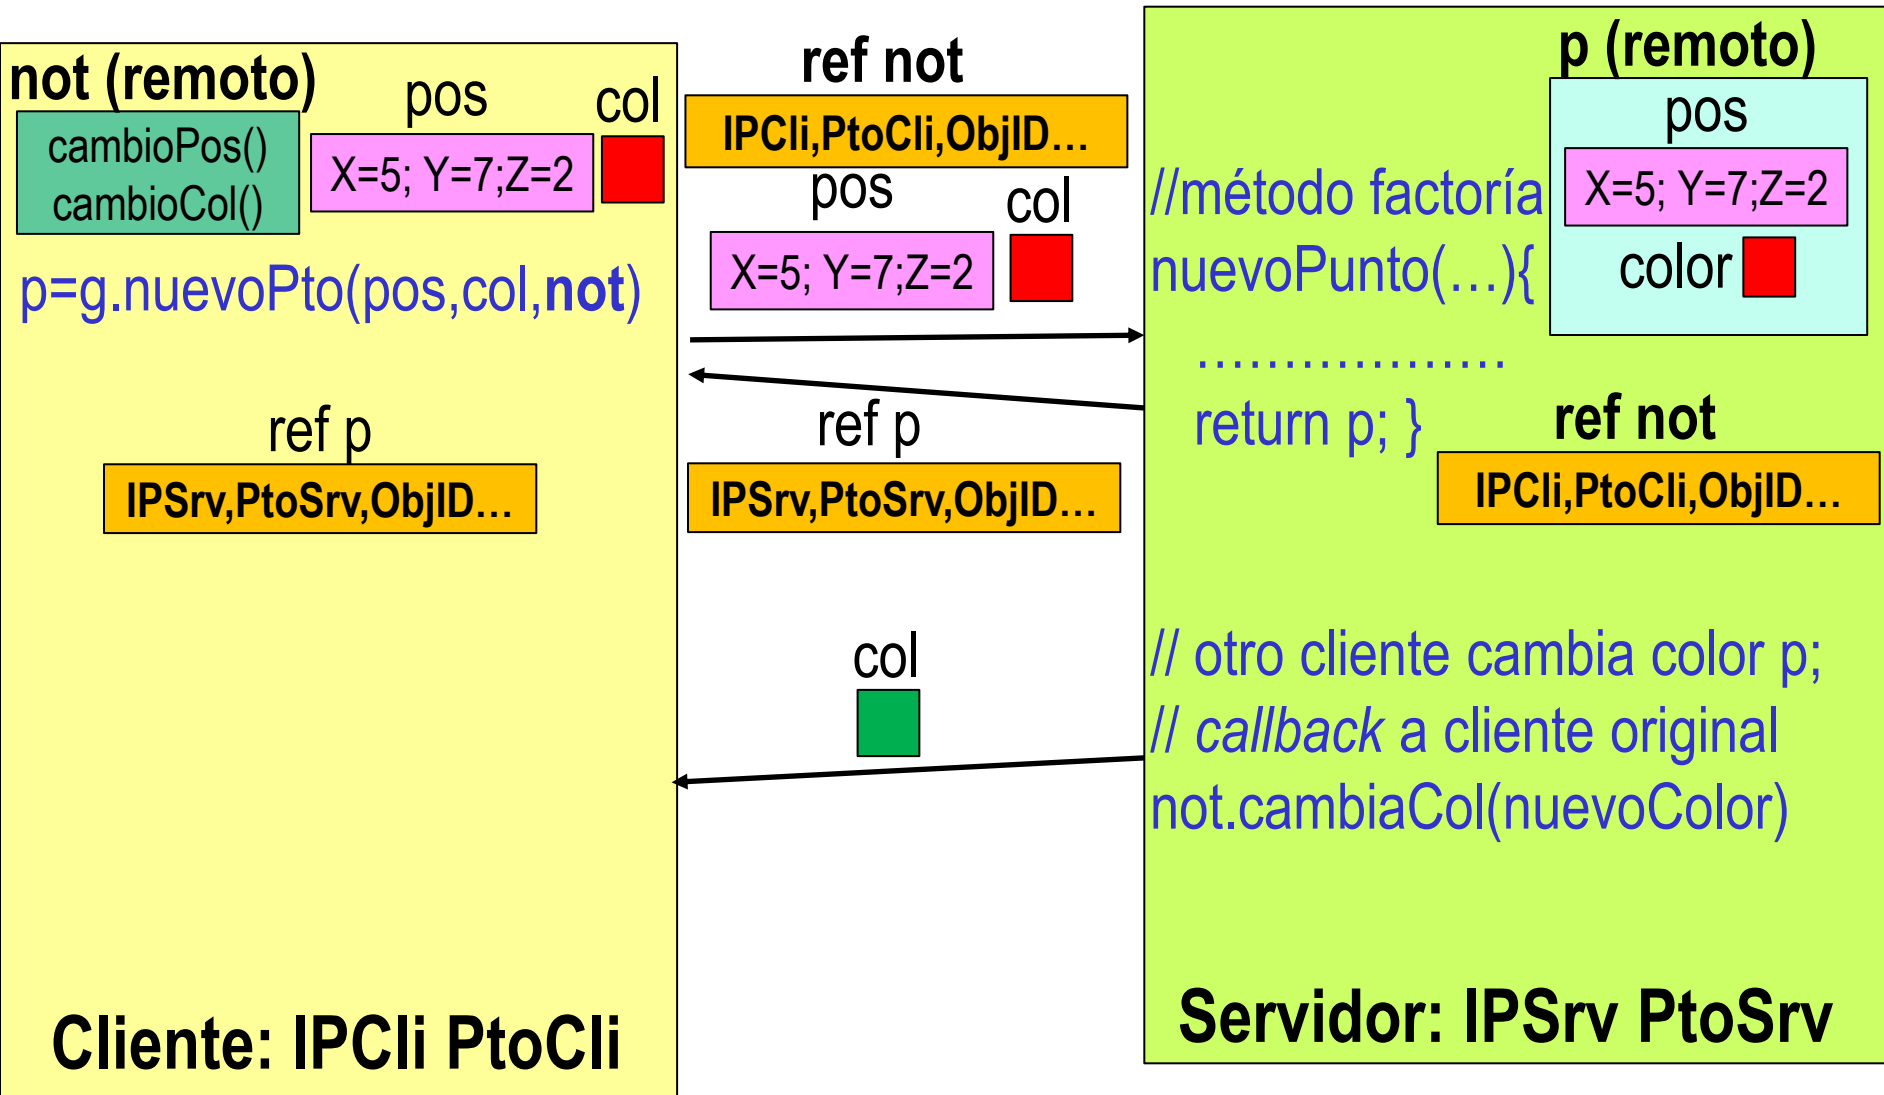 not (remoto)
pos
col
cambioPos()
cambioCol()
X=5; Y=7;Z=2
p=g.nuevoPto(pos,col,not)
ref p
IPSrv,PtoSrv,ObjID...
Cliente: IPCli PtoCli
ref not
IPCli,PtoCli,ObjID...
pos
col
X=5; Y=7;Z=2
ref p
IPSrv,PtoSrv,ObjID...
col
p (remoto)
pos
X=5; Y=7;Z=2
color
//método factoría
nuevoPunto(…){
………………
return p; }
ref not
IPCli,PtoCli,ObjID...
// otro cliente cambia color p;
// callback a cliente original
not.cambiaCol(nuevoColor)
Servidor: IPSrv PtoSrv